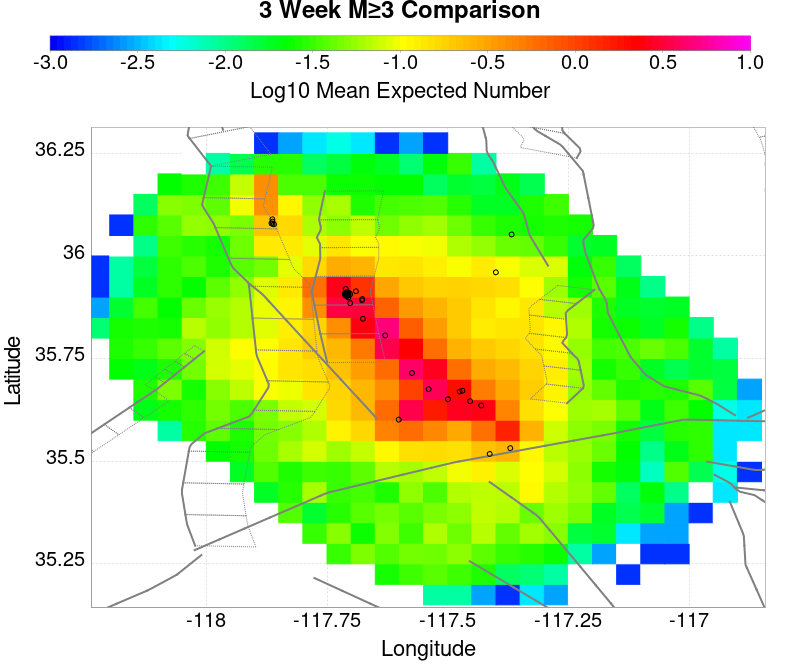 3 Week M≥3 Comparison
-3.0 -2.5 -2.0 -1.5 -1.0 -0.5 0.0 0.5 1.0
Log10 Mean Expected Number
36.25
36
35.75
35.5
35.25
Latitude
-118 -117.75 -117.5 -117.25 -117
Longitude